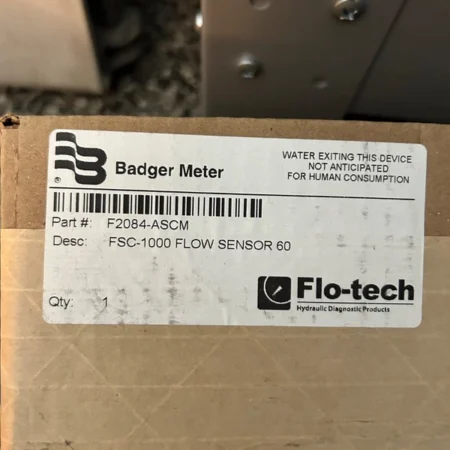 Badger Meter
WATER EXITING THIS DEVICE
NOT ANTICIPATED
FOR HUMAN CONSUMPTION
®
Part #: F2084-ASCM
Desc: FSC-1000 FLOW SENSOR 60
Qty: 1
Flo-tech
Hydraulic Diagnostic Products